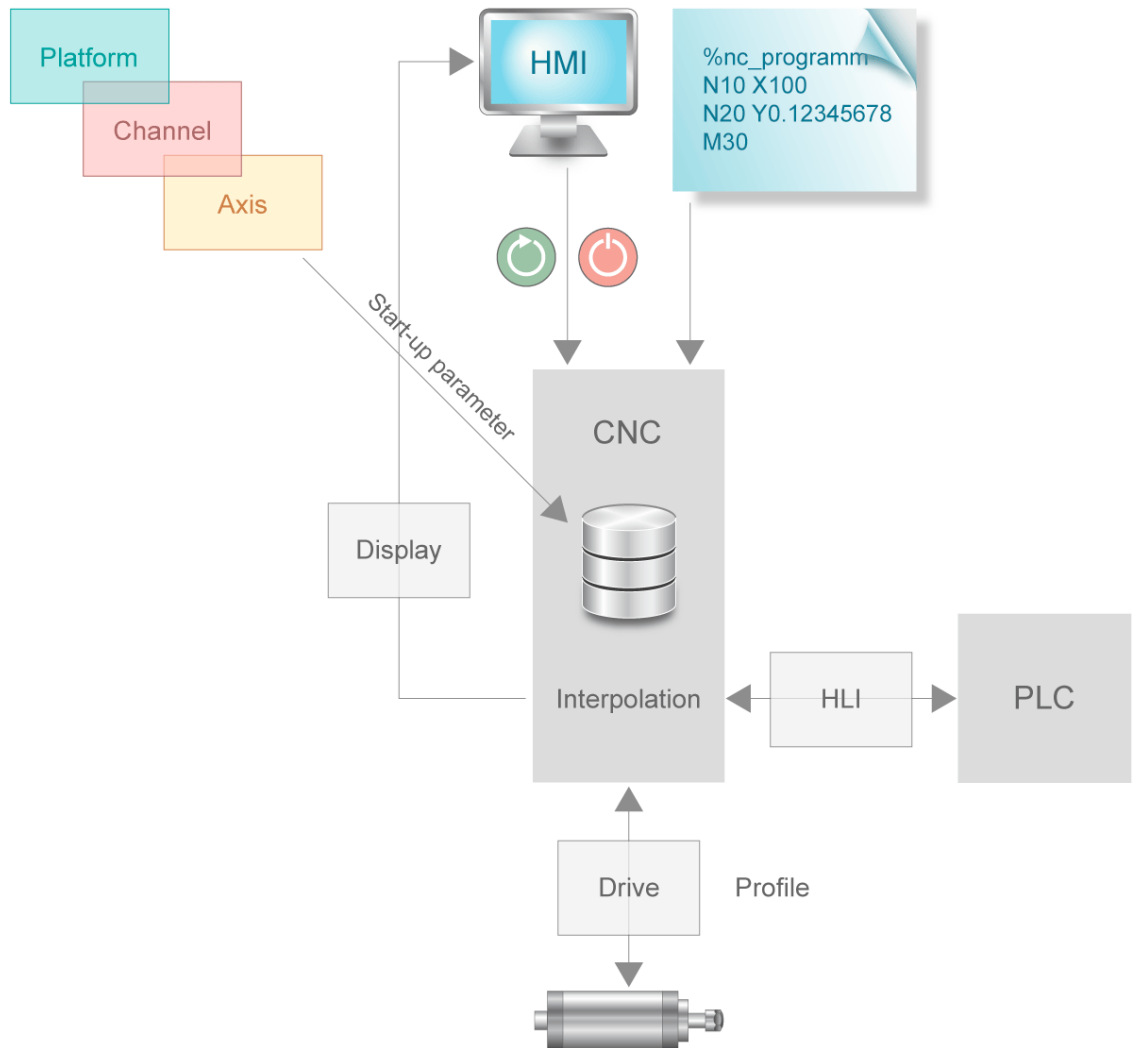 Platform
Channel
Axis
HMI
%nc_programm
N10 X100
N20 Y0.12345678
M30
Start-up parameter
CNC
Display
Interpolation
HLI
PLC
Drive
Profile